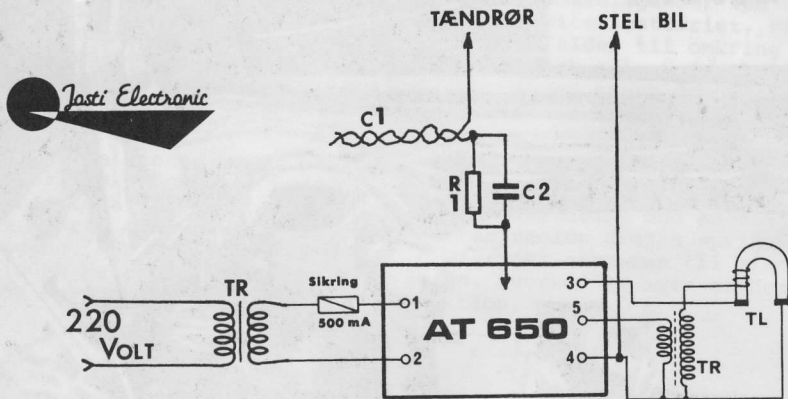 TÆNDRØR
STEL BIL
Josti Electronic
C1
R
1
C2
TR
Sikring
500 mA
220
VOLT
1
2
AT 650
3
5
4
TL
TR